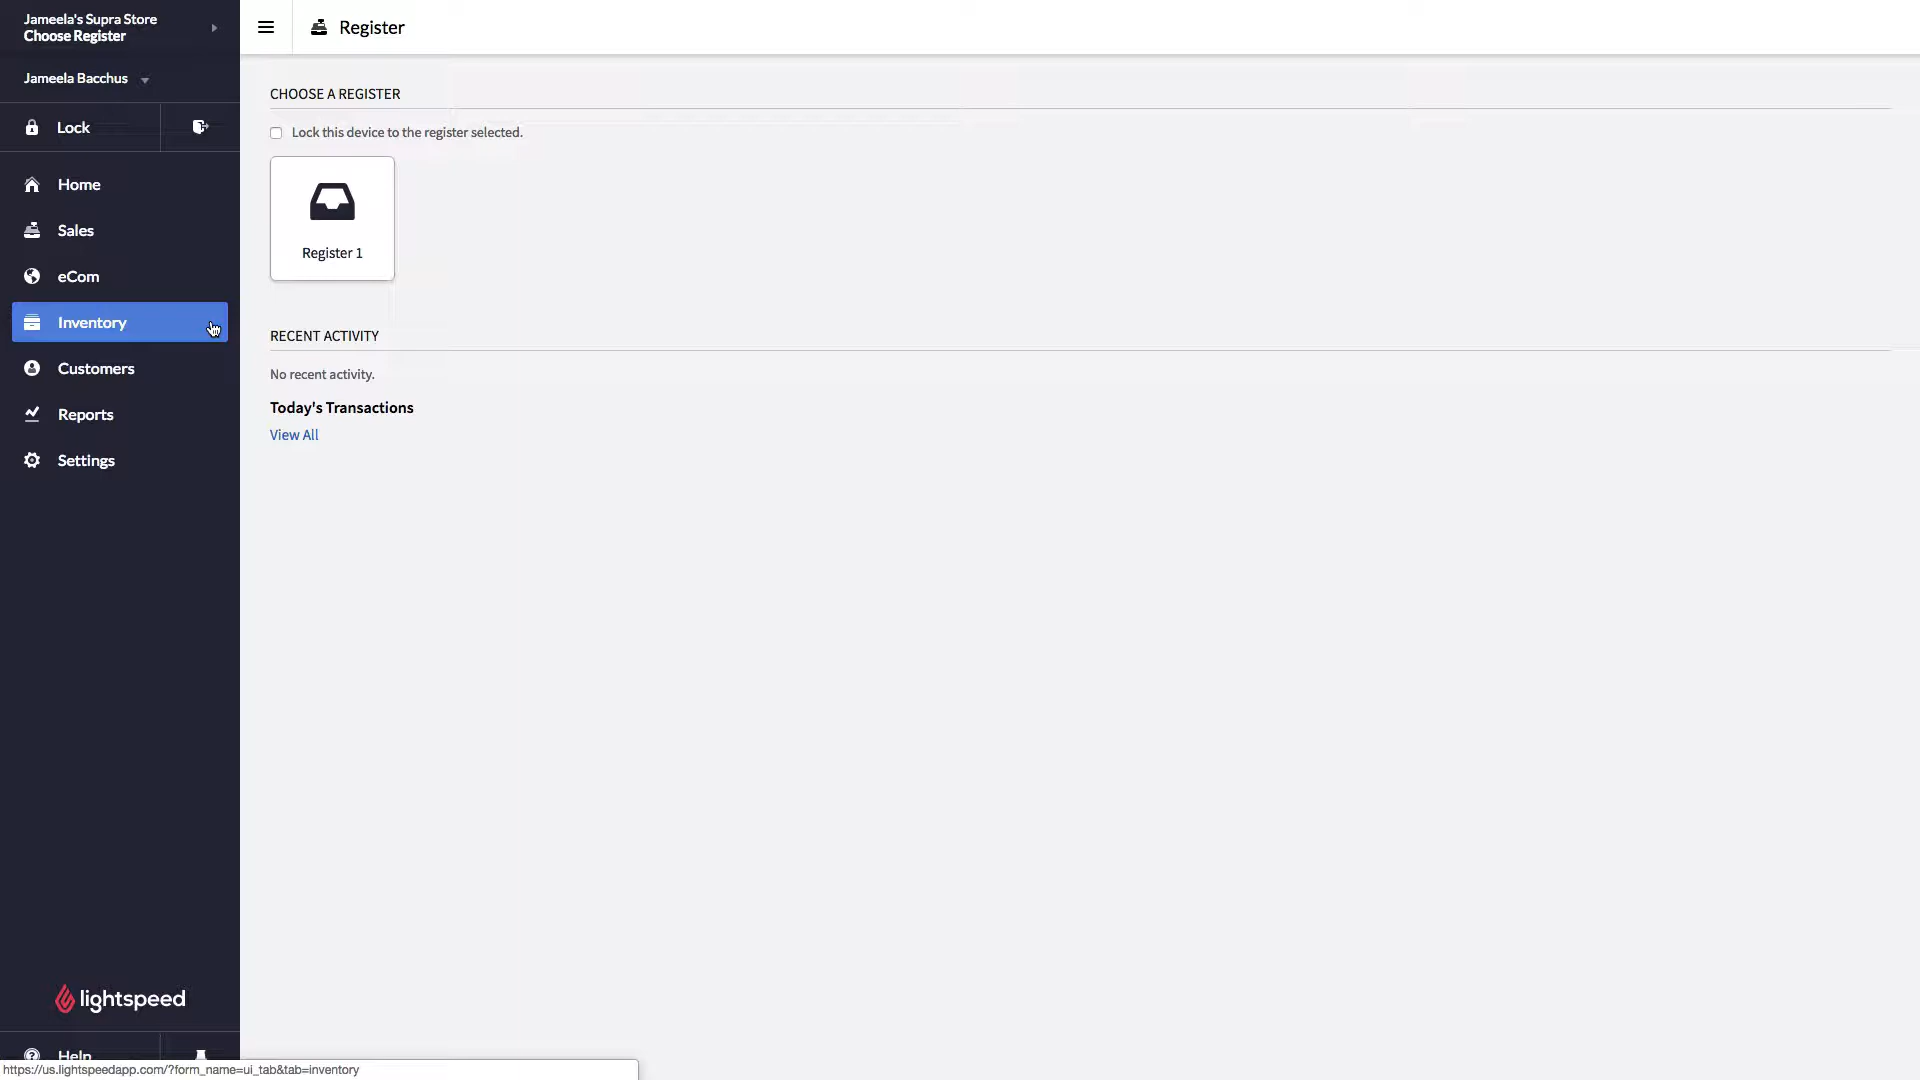 Jameela's Supra Store
Choose Register
Jameela Bacchus
Lock
Home
Sales
eCom
Inventory
Customers
Reports
Settings
lightspeed
Help
https://us.lightspeedapp.com/?form_name=ui_tab&tab=inventory
Register
CHOOSE A REGISTER
Lock this device to the register selected.
Register 1
RECENT ACTIVITY
No recent activity.
Today's Transactions
View All